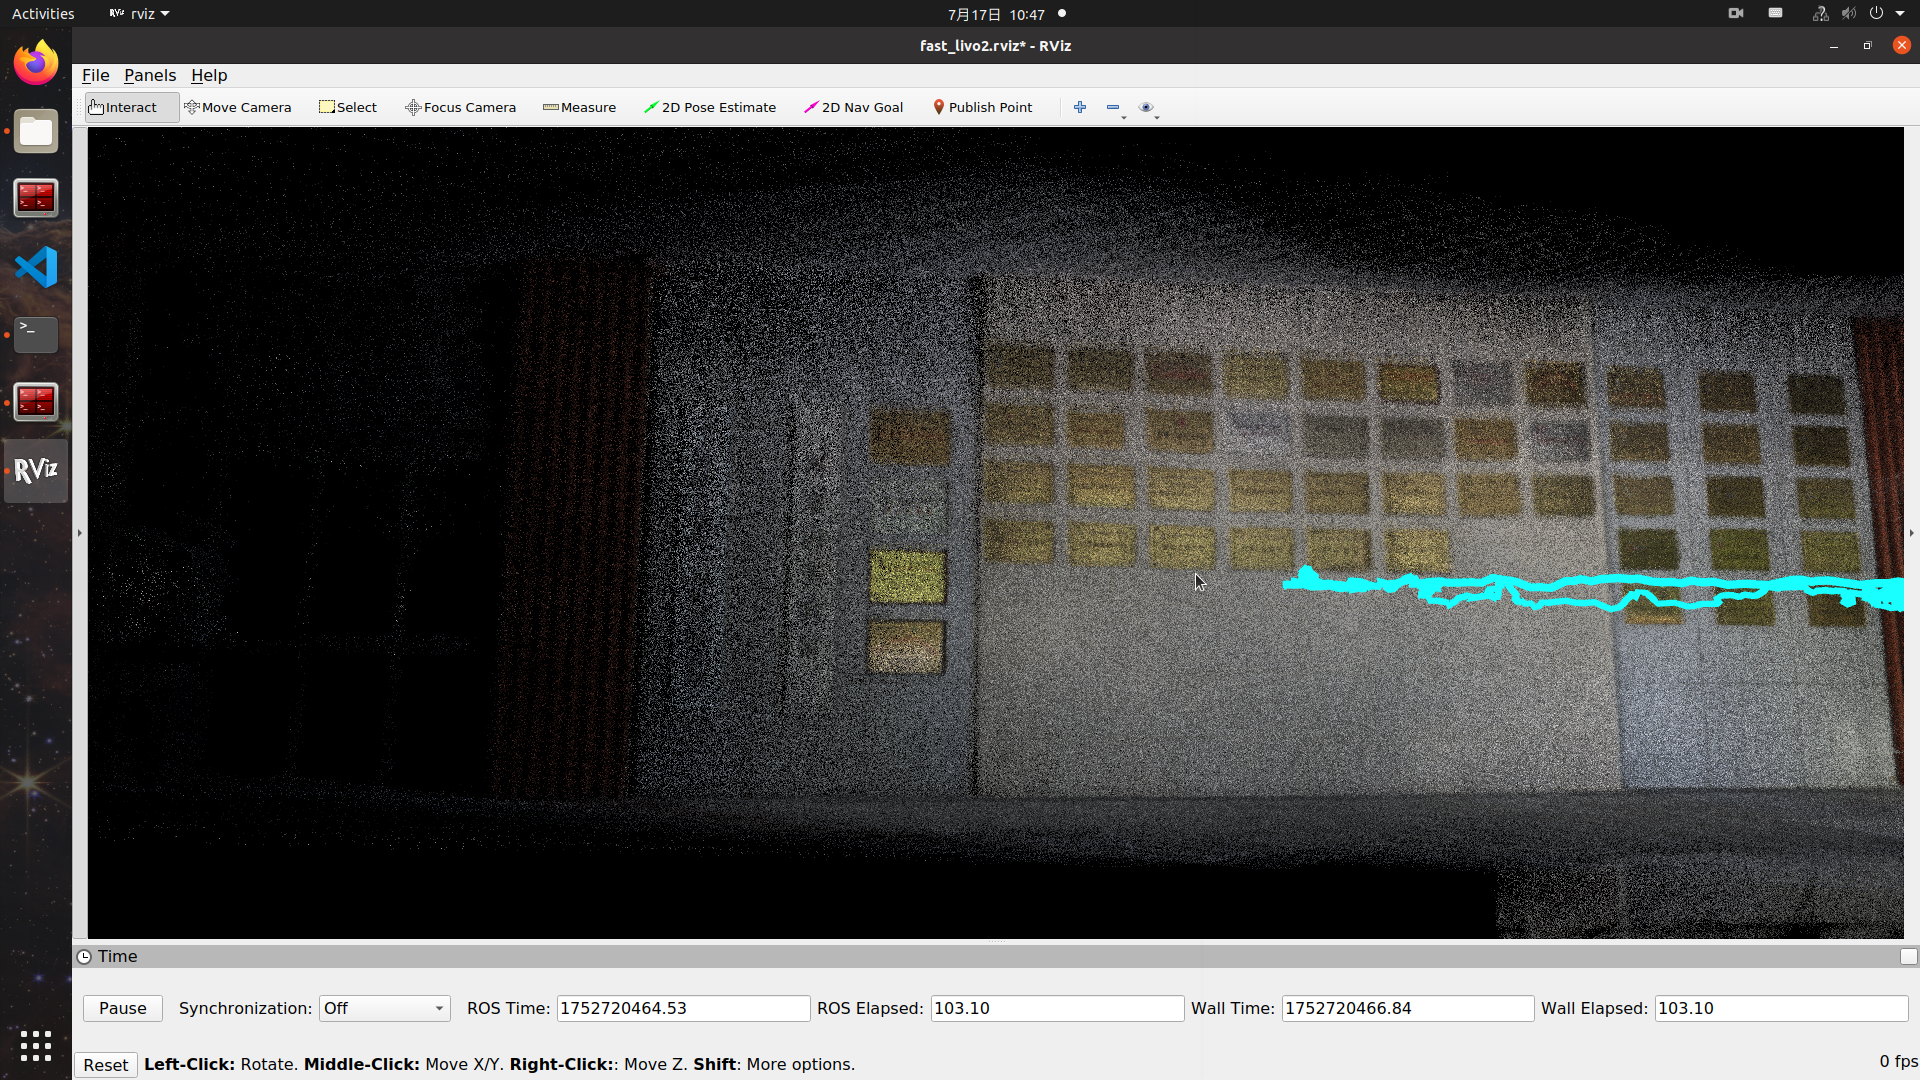 Activities rviz 7月17日 10:47
fast_livo2.rviz* - RViz
File Panels Help
Interact Move Camera Select Focus Camera Measure 2D Pose Estimate 2D Nav Goal Publish Point
RViz
Time
Pause Synchronization: Off ROS Time: 1752720464.53 ROS Elapsed: 103.10 Wall Time: 1752720466.84 Wall Elapsed: 103.10
Reset Left-Click: Rotate. Middle-Click: Move X/Y. Right-Click:: Move Z. Shift: More options. 0 fps